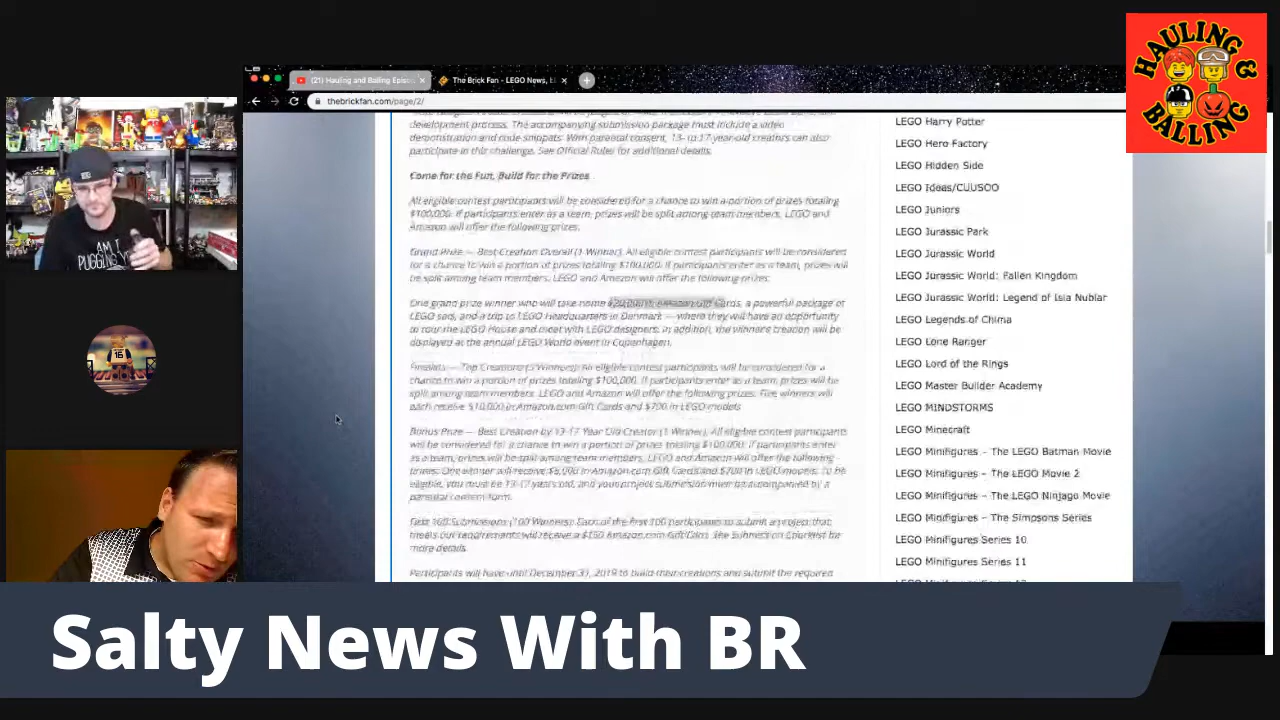 HAULING &
BALLING
(21) Hauling and Balling Episo
The Brick Fan - LEGO News, L
thebrickfan.com/page/2/
development process. The accompanying submission package must include a video
demonstration and code snippets. With parental consent, 13- to 17-year-old creators can also
participate in this challenge. See Official Rules for additional details.
Come for the Fun, Build for the Prizes
All eligible contest participants will be considered for a chance to win a portion of prizes totaling
$100,000. If participants enter as a team, prizes will be split among team members. LEGO and
Amazon will offer the following prizes.
Grand Prize — Best Creation Overall (1 Winner). All eligible contest participants will be considered
for a chance to win a portion of prizes totaling $100,000. If participants enter as a team, prizes will
be split among team members. LEGO and Amazon will offer the following prizes:
One grand prize winner who will take home $20,000 in Amazon Gift Cards, a powerful package of
LEGO sets, and a trip to LEGO Headquarters in Denmark — where they will have an opportunity
to tour the LEGO House and meet with LEGO designers. In addition, the winner's creation will be
displayed at the annual LEGO World event in Copenhagen.
Finalists — Top Creators (5 Winners). All eligible contest participants will be considered for a
chance to win a portion of prizes totaling $100,000. If participants enter as a team, prizes will be
split among team members. LEGO and Amazon will offer the following prizes: Five winners will
each receive $10,000 in Amazon.com Gift Cards and $700 in LEGO models
Bonus Prize — Best Creation by 13-17 Year Old Creator (1 Winner). All eligible contest participants
will be considered for a chance to win a portion of prizes totaling $100,000. If participants enter
as a team, prizes will be split among team members. LEGO and Amazon will offer the following
prizes: One winner will receive $5,000 in Amazon.com Gift Cards and $700 in LEGO models. To be
eligible, you must be 13-17 years old, and your project submission must be accompanied by a
parental consent form.
First 100 Submissions (100 Winners). Each of the first 100 participants to submit a project that
meets our requirements will receive a $150 Amazon.com Gift Card. See Submission Checklist for
more details.
Participants will have until December 31, 2019 to build their creations and submit the required
LEGO Harry Potter
LEGO Hero Factory
LEGO Hidden Side
LEGO Ideas/CUUSOO
LEGO Juniors
LEGO Jurassic Park
LEGO Jurassic World
LEGO Jurassic World: Fallen Kingdom
LEGO Jurassic World: Legend of Isla Nublar
LEGO Legends of Chima
LEGO Lone Ranger
LEGO Lord of the Rings
LEGO Master Builder Academy
LEGO MINDSTORMS
LEGO Minecraft
LEGO Minifigures – The LEGO Batman Movie
LEGO Minifigures – The LEGO Movie 2
LEGO Minifigures – The LEGO Ninjago Movie
LEGO Minifigures – The Simpsons Series
LEGO Minifigures Series 10
LEGO Minifigures Series 11
Salty News With BR